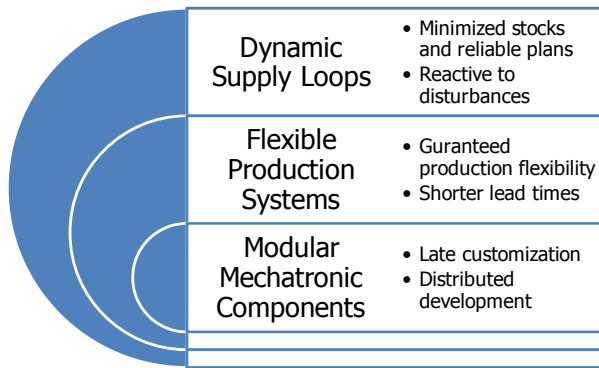 Dynamic
Supply Loops
• Minimized stocks
and reliable plans
• Reactive to
disturbances
Flexible
Production
Systems
• Guranteed
production flexibility
• Shorter lead times
Modular
Mechatronic
Components
• Late customization
• Distributed
development